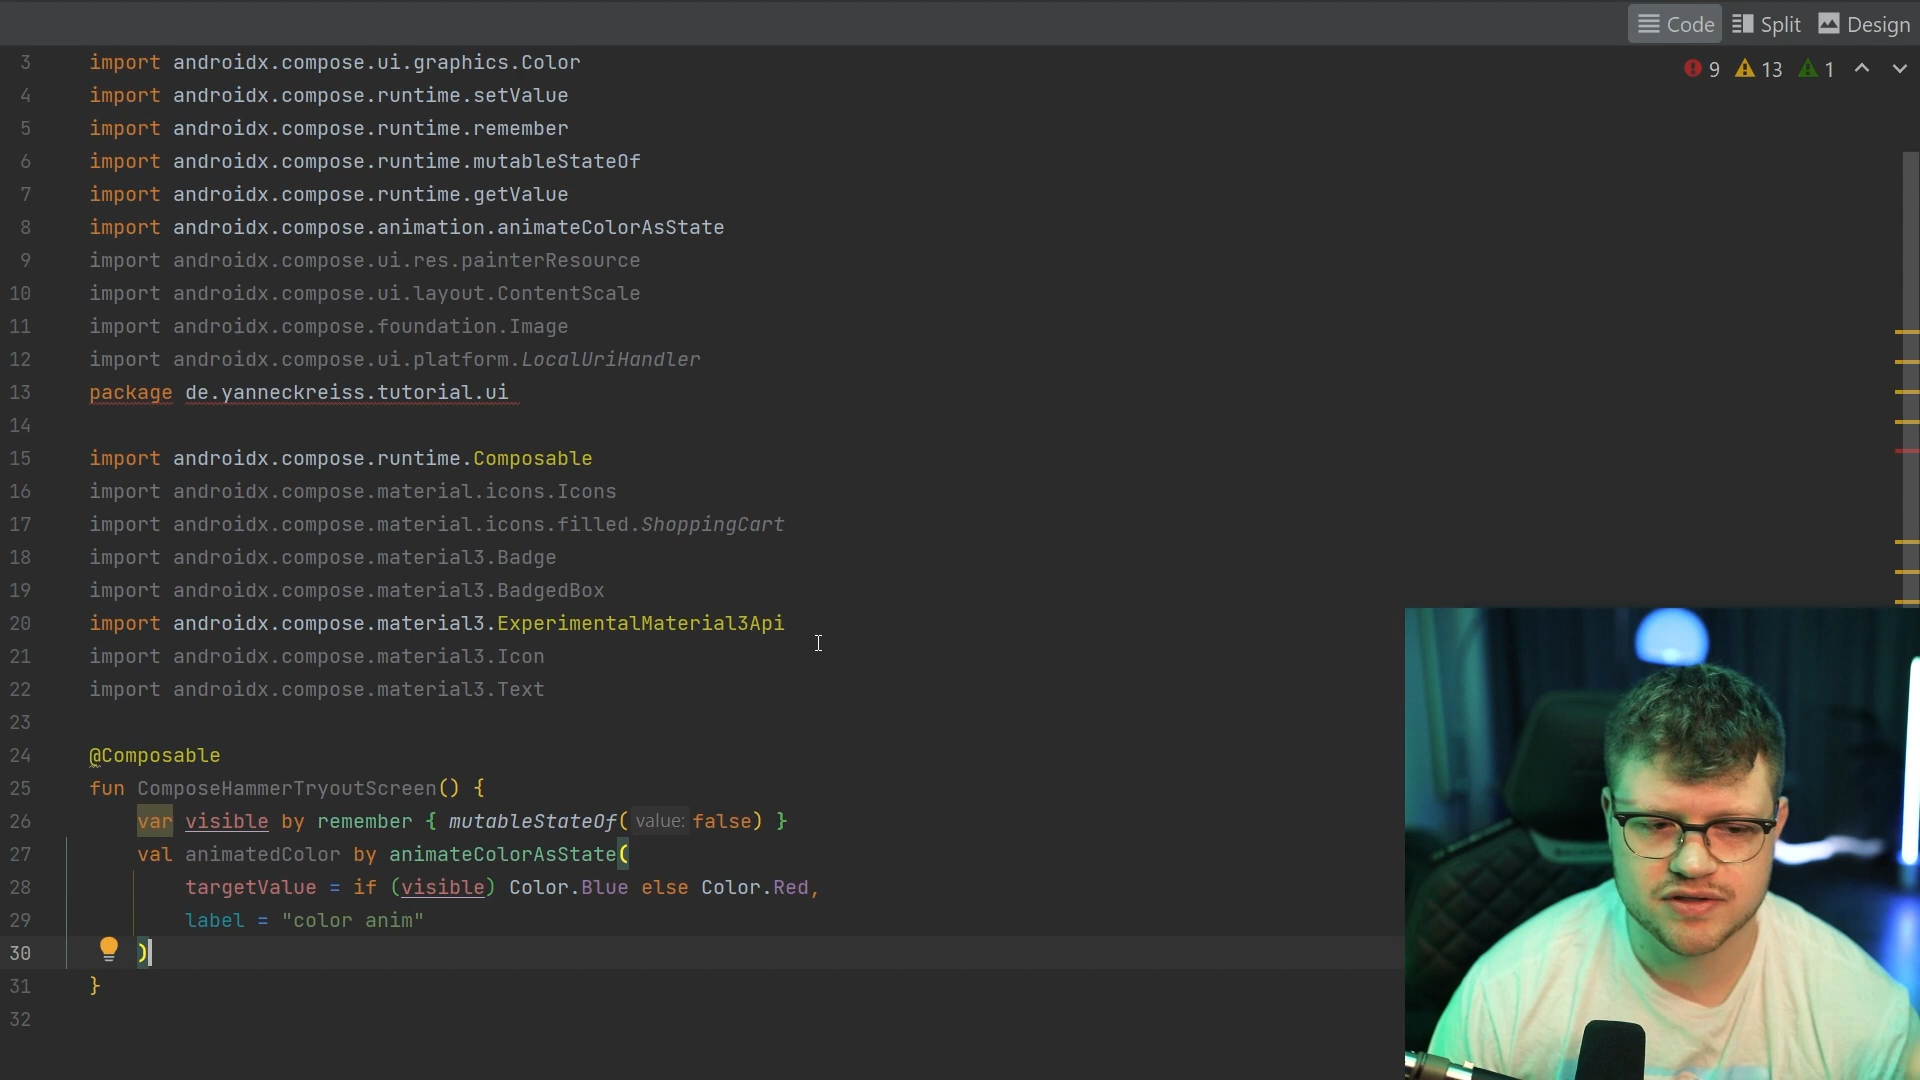 Code Split Design
9 13 1
3 import androidx.compose.ui.graphics.Color
4 import androidx.compose.runtime.setValue
5 import androidx.compose.runtime.remember
6 import androidx.compose.runtime.mutableStateOf
7 import androidx.compose.runtime.getValue
8 import androidx.compose.animation.animateColorAsState
9 import androidx.compose.ui.res.painterResource
10 import androidx.compose.ui.layout.ContentScale
11 import androidx.compose.foundation.Image
12 import androidx.compose.ui.platform.LocalUriHandler
13 package de.yanneckreiss.tutorial.ui
14
15 import androidx.compose.runtime.Composable
16 import androidx.compose.material.icons.Icons
17 import androidx.compose.material.icons.filled.ShoppingCart
18 import androidx.compose.material3.Badge
19 import androidx.compose.material3.BadgedBox
20 import androidx.compose.material3.ExperimentalMaterial3Api
21 import androidx.compose.material3.Icon
22 import androidx.compose.material3.Text
23
24 @Composable
25 fun ComposeHammerTryoutScreen() {
26 var visible by remember { mutableStateOf( value: false) }
27 val animatedColor by animateColorAsState(
28 targetValue = if (visible) Color.Blue else Color.Red,
29 label = "color anim"
30 )
31 }
32